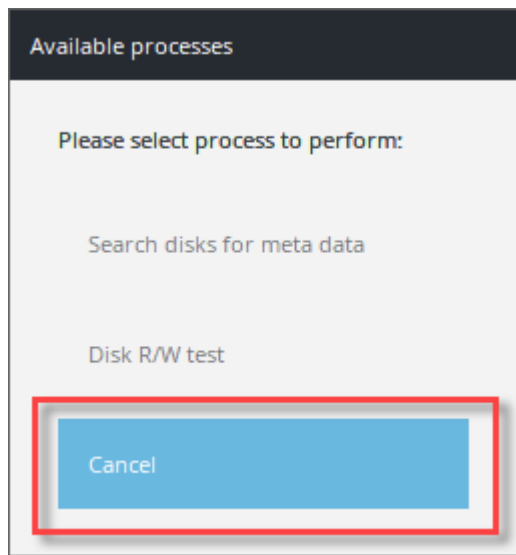 Available processes
Please select process to perform:
Search disks for meta data
Disk R/W test
Cancel